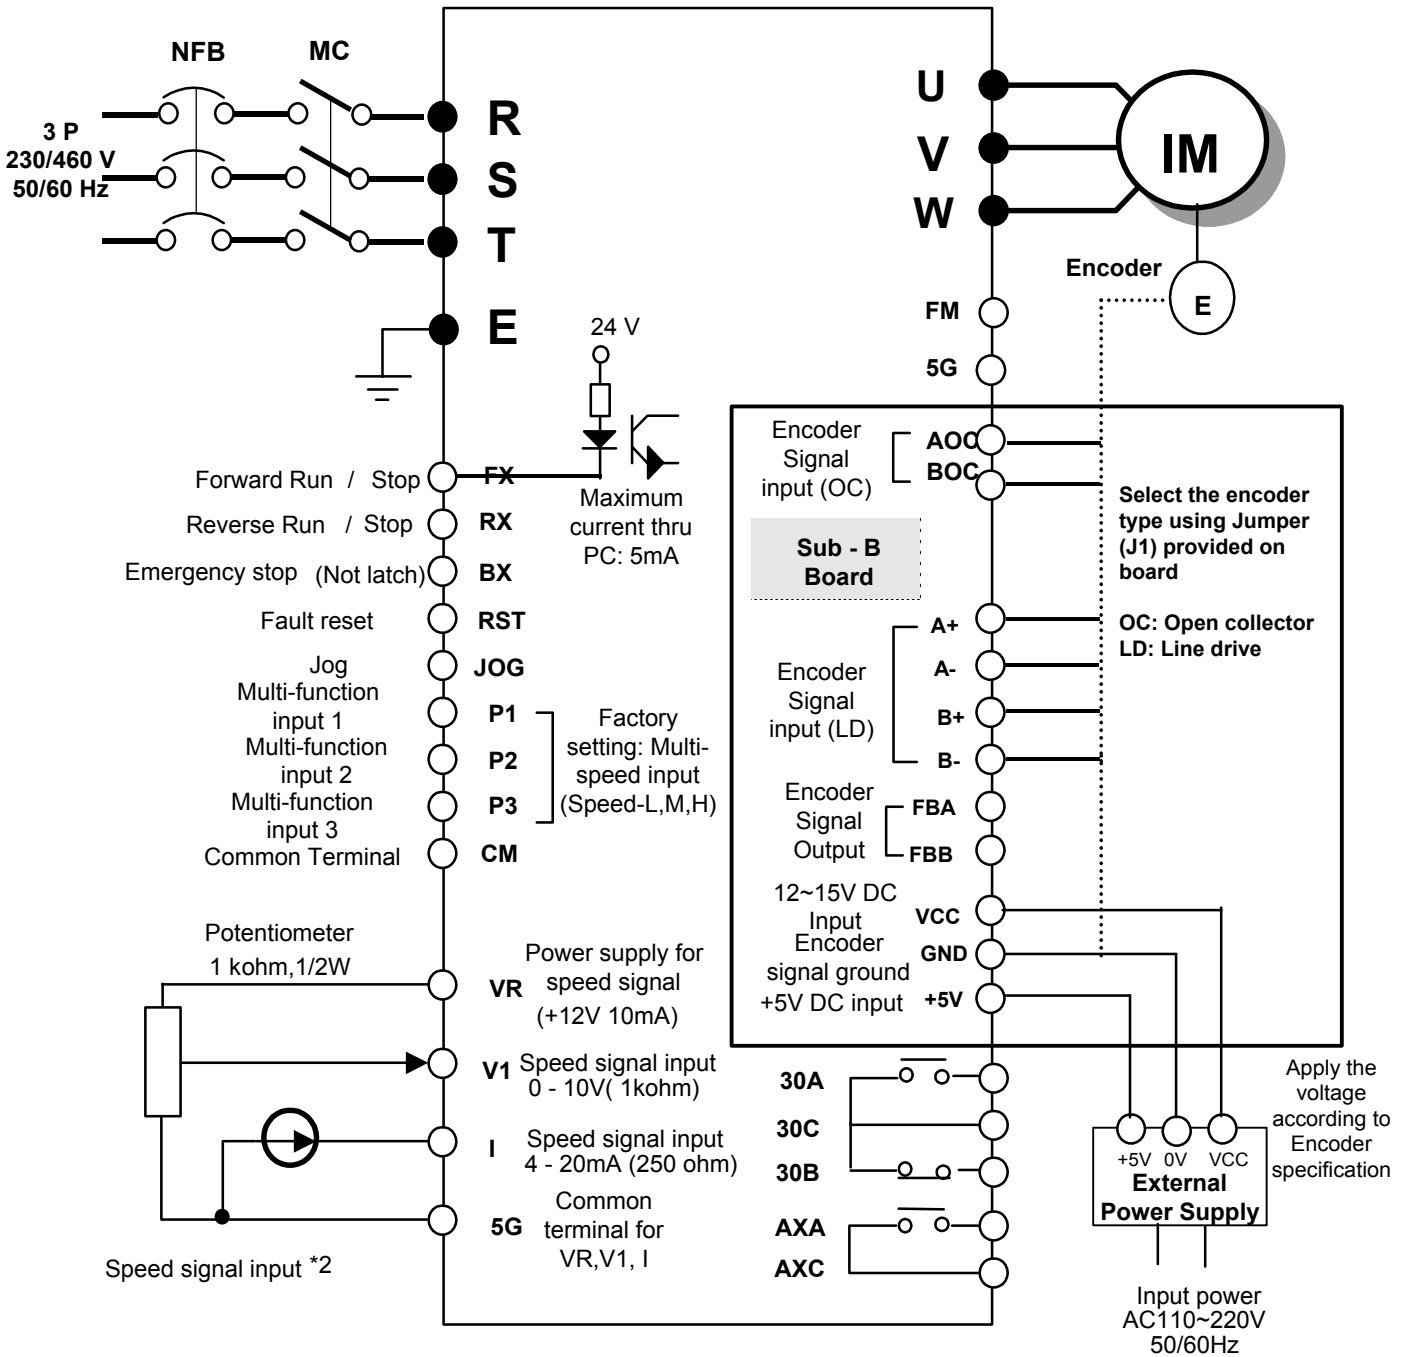 NFB
MC
3 P
230/460 V
50/60 Hz
R
S
T
E
U
V
W
IM
Encoder
E
FM
5G
24 V
Maximum
current thru
PC: 5mA
Forward Run / Stop
FX
Reverse Run / Stop
RX
Emergency stop (Not latch)
BX
Fault reset
RST
Jog
JOG
Multi-function
input 1
P1
Multi-function
input 2
P2
Multi-function
input 3
P3
Common Terminal
CM
Factory
setting: Multi-
speed input
(Speed-L,M,H)
Potentiometer
1 kohm,1/2W
VR
Power supply for
speed signal
(+12V 10mA)
V1
Speed signal input
0 - 10V( 1kohm)
I
Speed signal input
4 - 20mA (250 ohm)
5G
Common
terminal for
VR,V1, I
Speed signal input *2
Encoder
Signal
input (OC)
AOC
BOC
Sub - B
Board
Select the encoder
type using Jumper
(J1) provided on
board
OC: Open collector
LD: Line drive
Encoder
Signal
input (LD)
A+
A-
B+
B-
Encoder
Signal
Output
FBA
FBB
12~15V DC
Input
VCC
Encoder
signal ground
GND
+5V DC input
+5V
30A
30C
30B
AXA
AXC
Apply the
voltage
according to
Encoder
specification
+5V 0V VCC
External
Power Supply
Input power
AC110~220V
50/60Hz